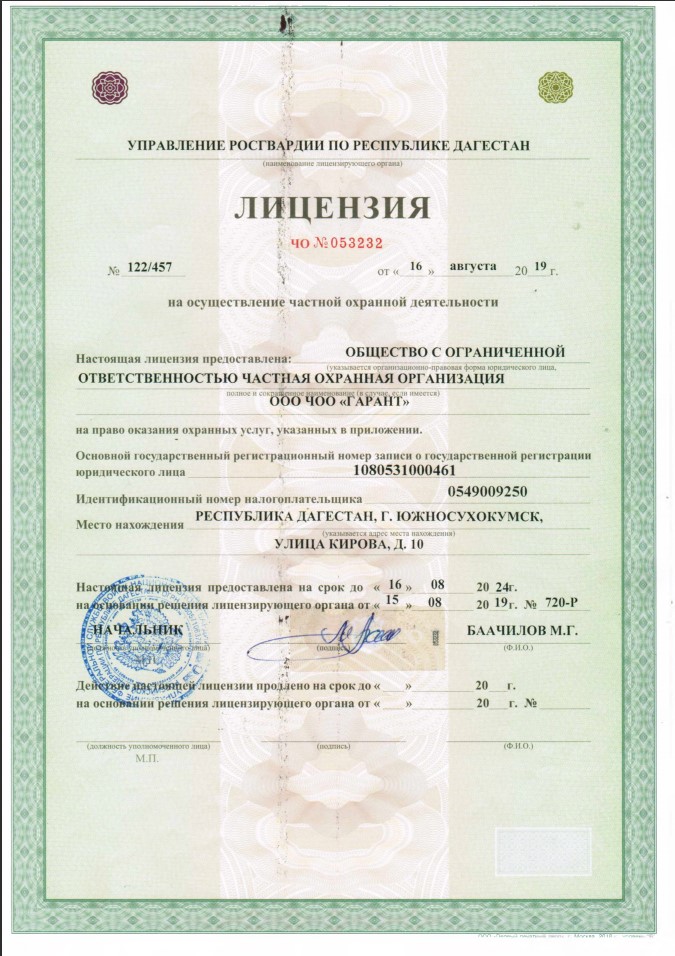 УПРАВЛЕНИЕ РОСГВАРДИИ ПО РЕСПУБЛИКЕ ДАГЕСТАН
(наименование лицензирующего органа)
ЛИЦЕНЗИЯ
ЧО №053232
№ 122/457 от « 16 » августа 20 19 г.
на осуществление частной охранной деятельности
Настоящая лицензия предоставлена: ОБЩЕСТВО С ОГРАНИЧЕННОЙ
(указывается организационно-правовая форма юридического лица,
ОТВЕТСТВЕННОСТЬЮ ЧАСТНАЯ ОХРАННАЯ ОРГАНИЗАЦИЯ
полное и сокращенное наименование (в случае, если имеется)
ООО ЧОО «ГАРАНТ»
на право оказания охранных услуг, указанных в приложении.
Основной государственный регистрационный номер записи о государственной регистрации
юридического лица 1080531000461
Идентификационный номер налогоплательщика 0549009250
Место нахождения РЕСПУБЛИКА ДАГЕСТАН, Г. ЮЖНОСУХОКУМСК,
(указывается адрес места нахождения)
УЛИЦА КИРОВА, Д. 10
Настоящая лицензия предоставлена на срок до « 16 » 08 20 24г.
на основании решения лицензирующего органа от « 15 » 08 20 19г. № 720-Р
НАЧАЛЬНИК БААЧИЛОВ М.Г.
(должность уполномоченного лица) (подпись) (Ф.И.О.)
М.П.
Действие настоящей лицензии продлено на срок до « » 20 г.
на основании решения лицензирующего органа от « » 20 г. №
(должность уполномоченного лица) (подпись) (Ф.И.О.)
М.П.